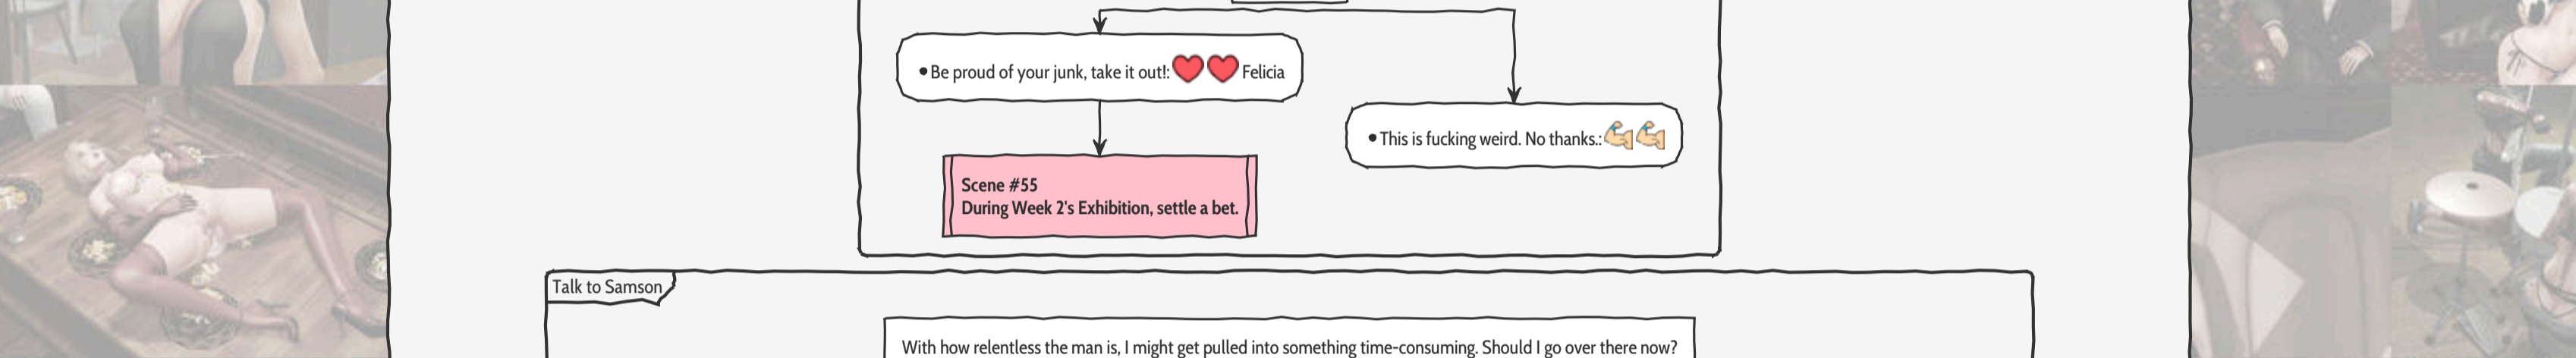 •Be proud of your junk, take it out!:❤️❤️ Felicia
•This is fucking weird. No thanks.:💪💪
Scene #55
During Week 2's Exhibition, settle a bet.
Talk to Samson
With how relentless the man is, I might get pulled into something time-consuming. Should I go over there now?